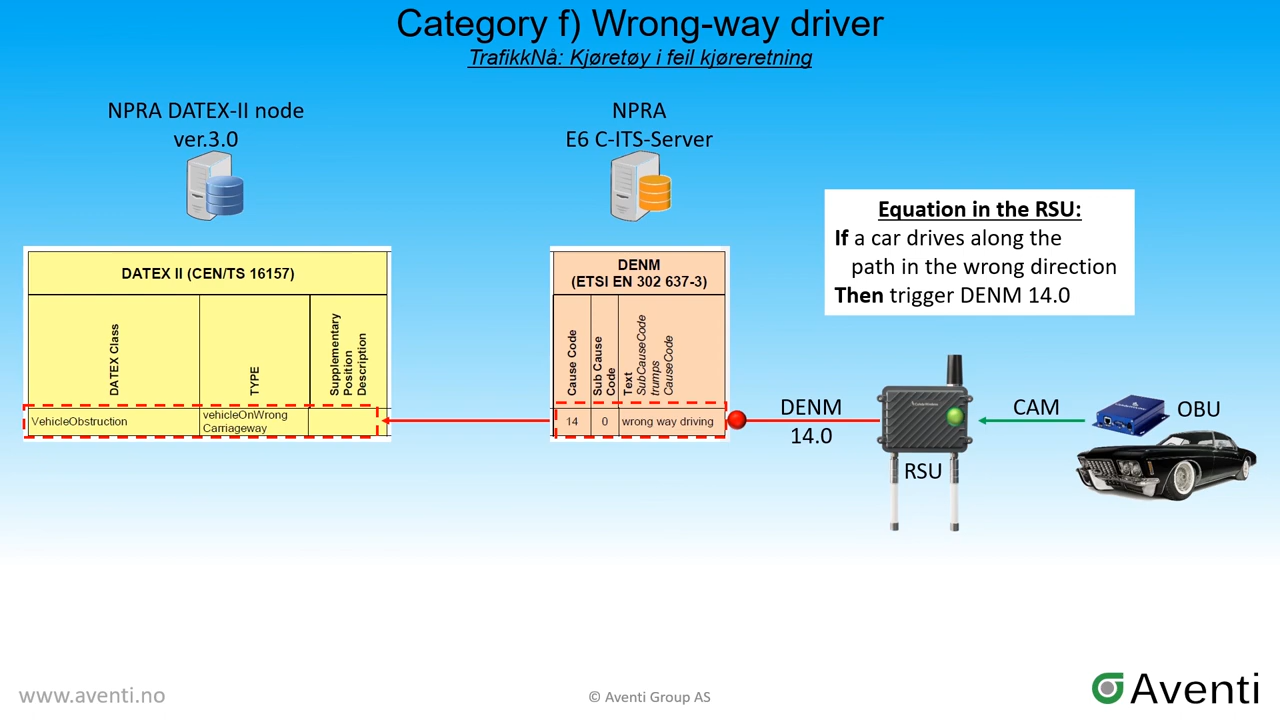 Category f) Wrong-way driver
TrafikkNå: Kjøretøy i feil kjøreretning
NPRA DATEX-II node
ver.3.0
NPRA
E6 C-ITS-Server
Equation in the RSU:
If a car drives along the
path in the wrong direction
Then trigger DENM 14.0
DATEX II (CEN/TS 16157)
DATEX Class
TYPE
Supplementary
Position
Description
VehicleObstruction
vehicleOnWrong
Carriageway
DENM
(ETSI EN 302 637-3)
Cause Code
Sub Cause
Code
Text
SubCauseCode
trumps
CauseCode
14
0
wrong way driving
DENM
14.0
RSU
CAM
OBU
www.aventi.no
© Aventi Group AS
Aventi